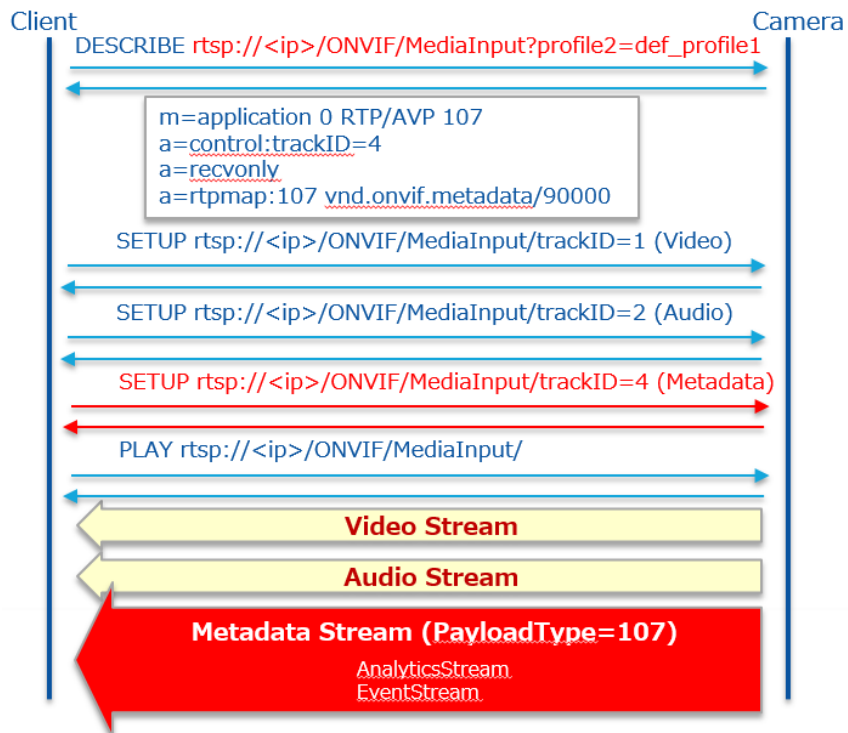 Client
Camera
DESCRIBE rtsp://<ip>/ONVIF/MediaInput?profile2=def_profile1
m=application 0 RTP/AVP 107
a=control:trackID=4
a=recvonly
a=rtpmap:107 vnd.onvif.metadata/90000
SETUP rtsp://<ip>/ONVIF/MediaInput/trackID=1 (Video)
SETUP rtsp://<ip>/ONVIF/MediaInput/trackID=2 (Audio)
SETUP rtsp://<ip>/ONVIF/MediaInput/trackID=4 (Metadata)
PLAY rtsp://<ip>/ONVIF/MediaInput/
Video Stream
Audio Stream
Metadata Stream (PayloadType=107)
AnalyticsStream
EventStream